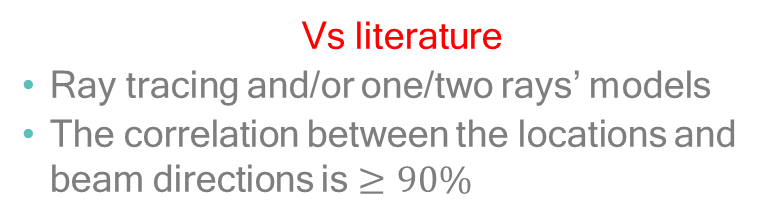 Vs literature
• Ray tracing and/or one/two rays’ models
• The correlation between the locations and
beam directions is ≥ 90%